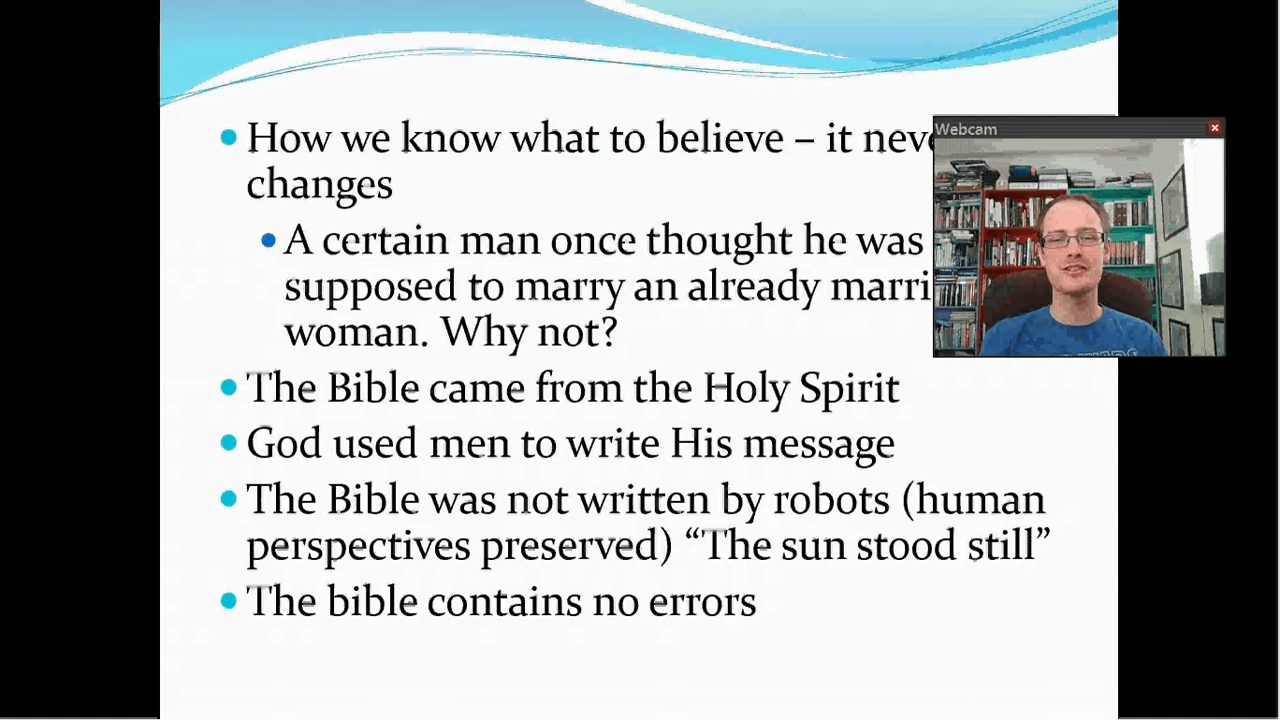 How we know what to believe – it neve
changes
A certain man once thought he was
supposed to marry an already marri
woman. Why not?
The Bible came from the Holy Spirit
God used men to write His message
The Bible was not written by robots (human
perspectives preserved) “The sun stood still”
The bible contains no errors
Webcam